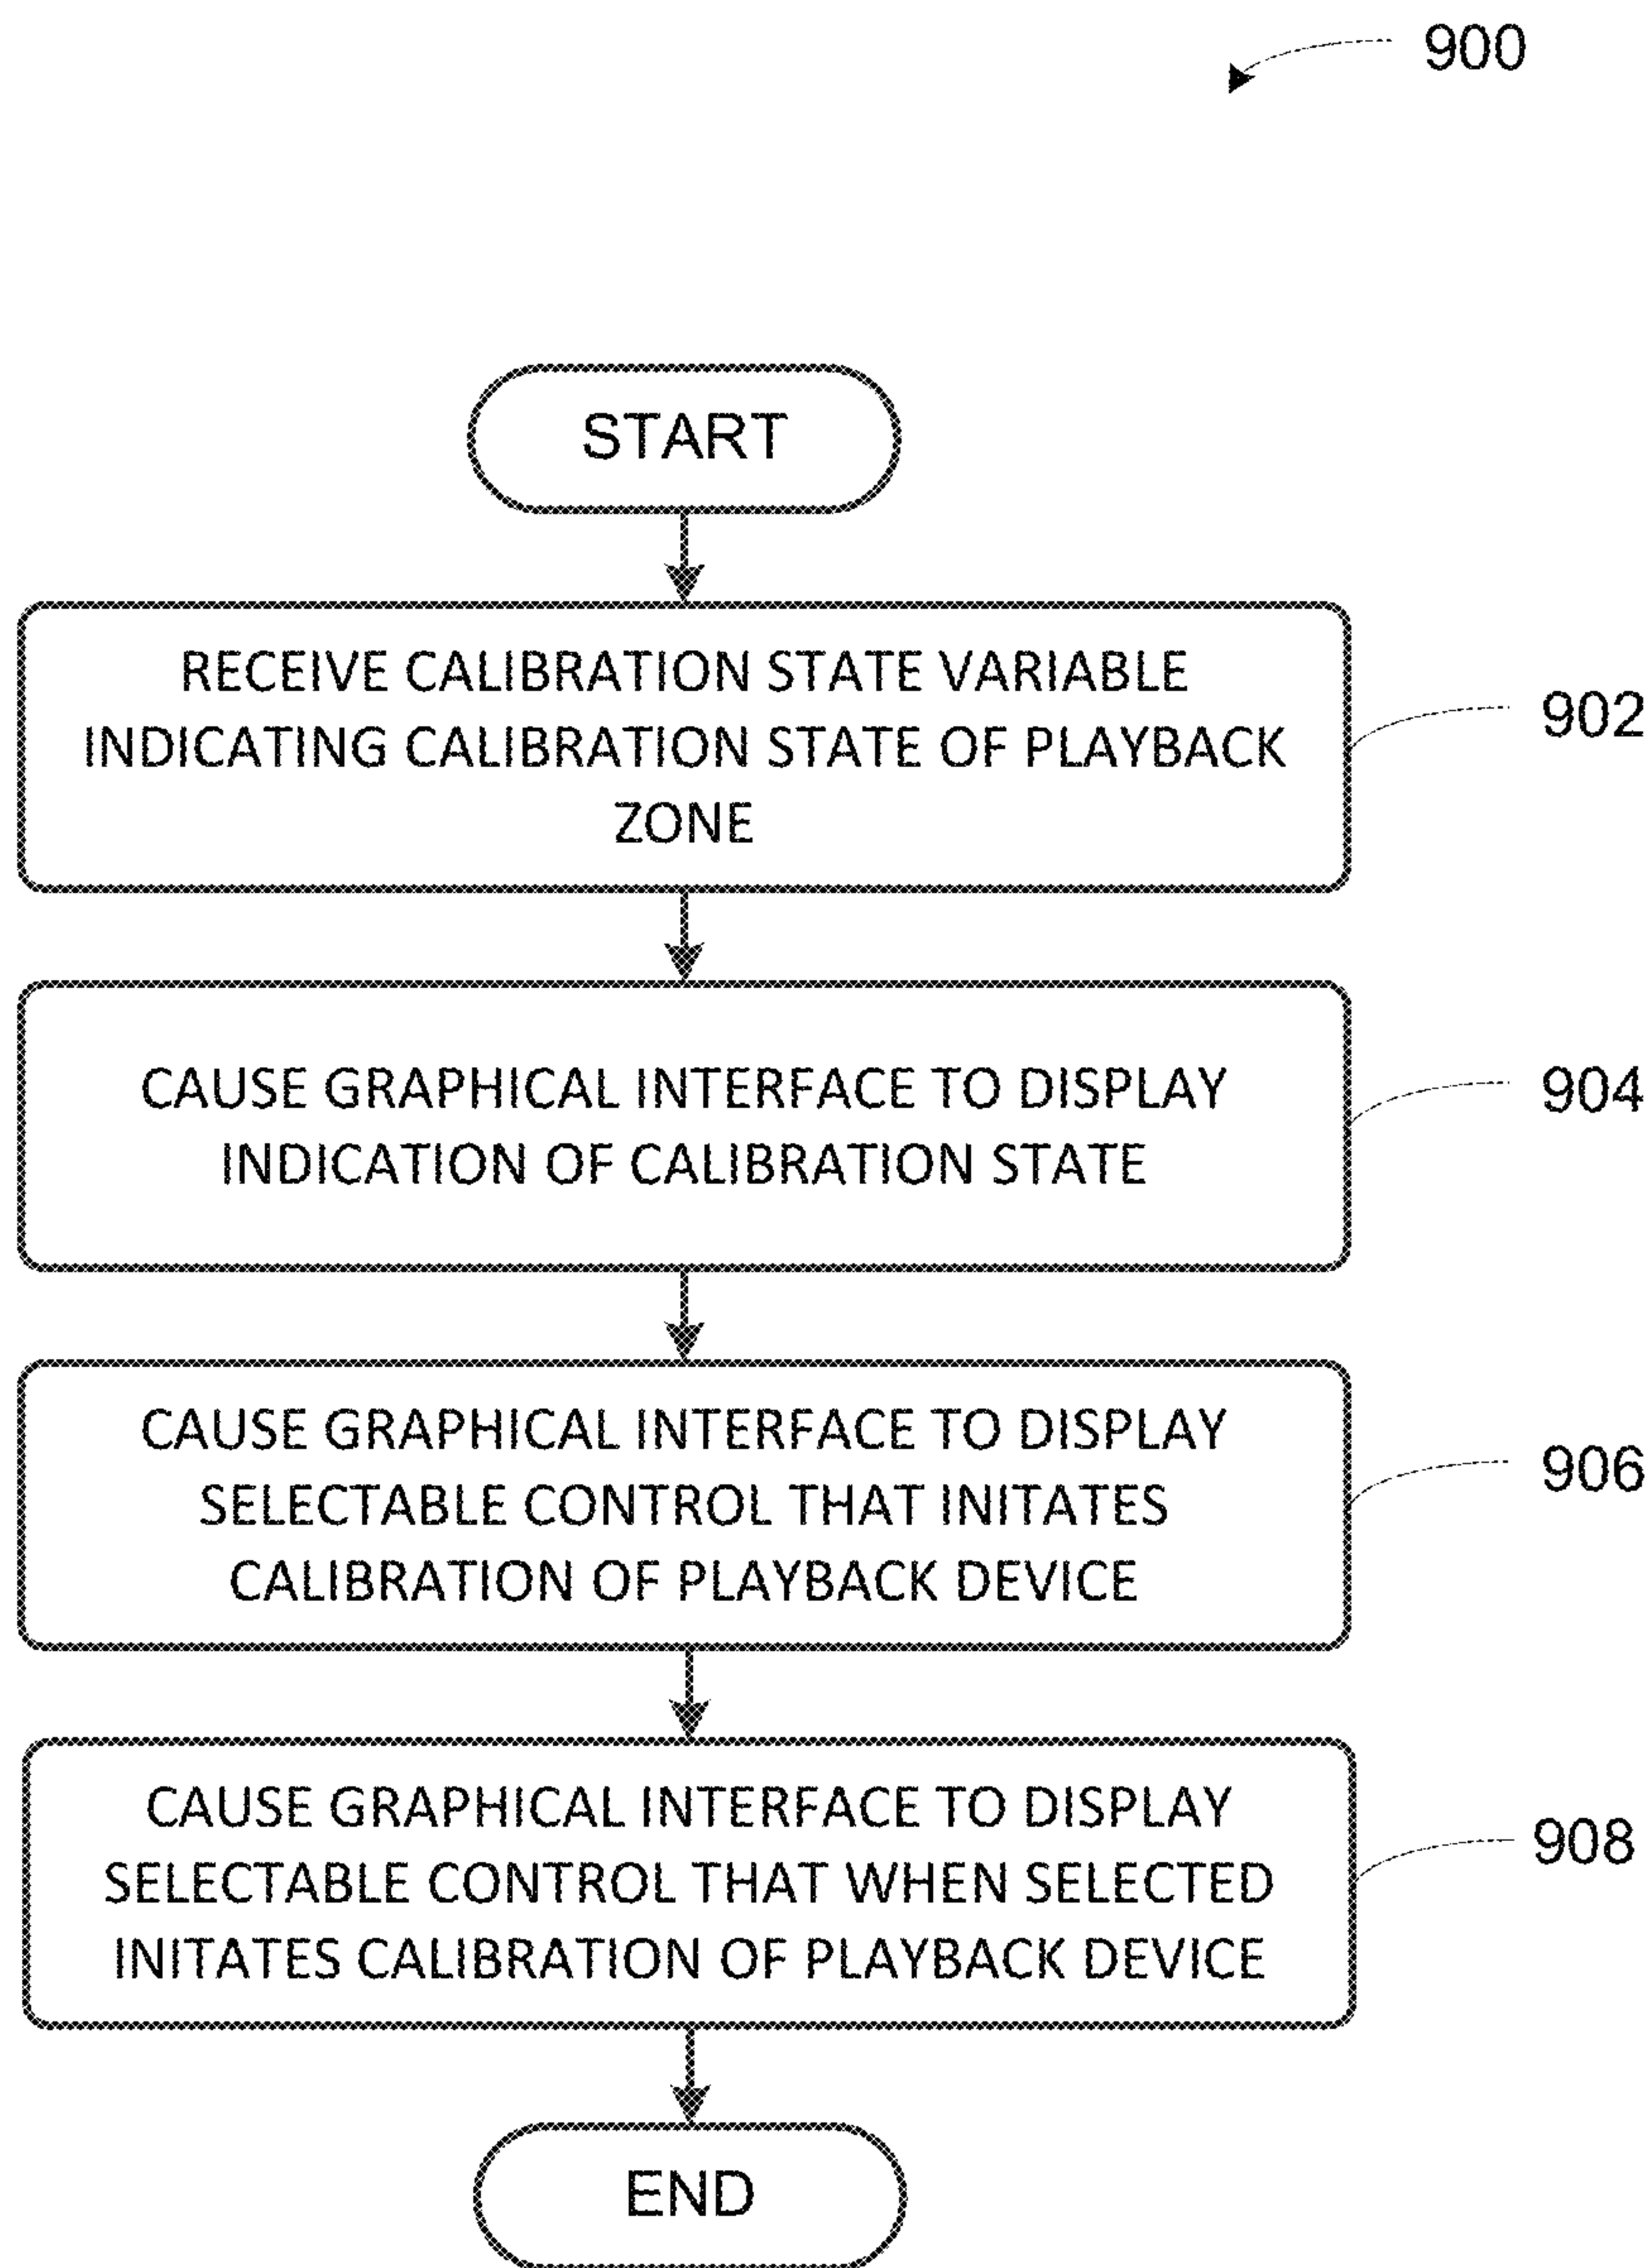 900
START
RECEIVE CALIBRATION STATE VARIABLE
INDICATING CALIBRATION STATE OF PLAYBACK
ZONE
902
CAUSE GRAPHICAL INTERFACE TO DISPLAY
INDICATION OF CALIBRATION STATE
904
CAUSE GRAPHICAL INTERFACE TO DISPLAY
SELECTABLE CONTROL THAT INITATES
CALIBRATION OF PLAYBACK DEVICE
906
CAUSE GRAPHICAL INTERFACE TO DISPLAY
SELECTABLE CONTROL THAT WHEN SELECTED
INITATES CALIBRATION OF PLAYBACK DEVICE
908
END